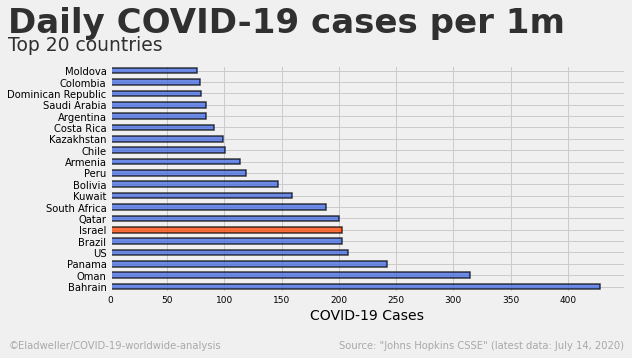 Daily COVID-19 cases per 1m
Top 20 countries
Moldova
Colombia
Dominican Republic
Saudi Arabia
Argentina
Costa Rica
Kazakhstan
Chile
Armenia
Peru
Bolivia
Kuwait
South Africa
Qatar
Israel
Brazil
US
Panama
Oman
Bahrain
0 50 100 150 200 250 300 350 400
COVID-19 Cases
©Eladweller/COVID-19-worldwide-analysis Source: "Johns Hopkins CSSE" (latest data: July 14, 2020)